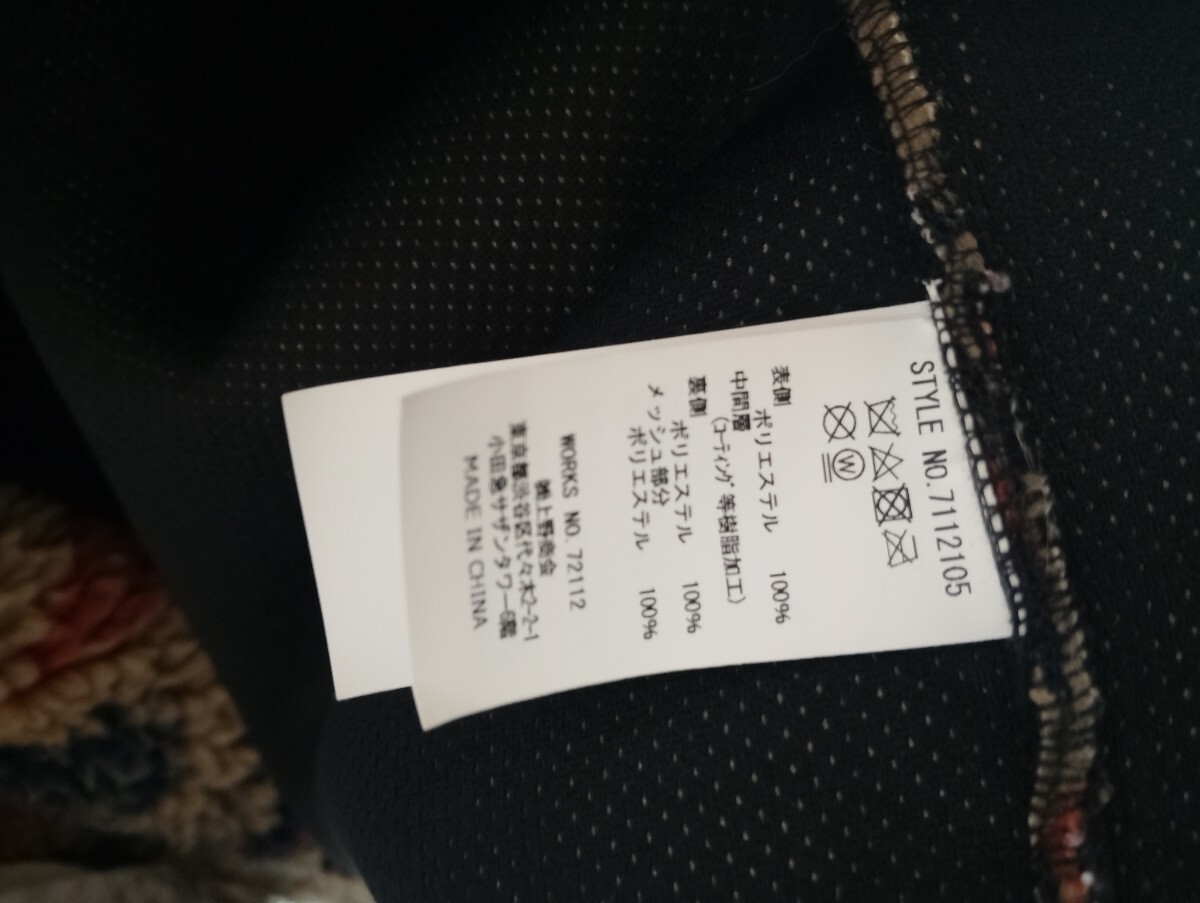 STYLE NO.7112105
W
表側
ポリエステル 100%
中間層
(コーティング等樹脂加工)
裏側
ポリエステル 100%
メッシュ部分
ポリエステル 100%
WORKS NO. 72112
㈱上野商会
東京都渋谷区代々木2-2-1
小田急サザンタワー6階
MADE IN CHINA